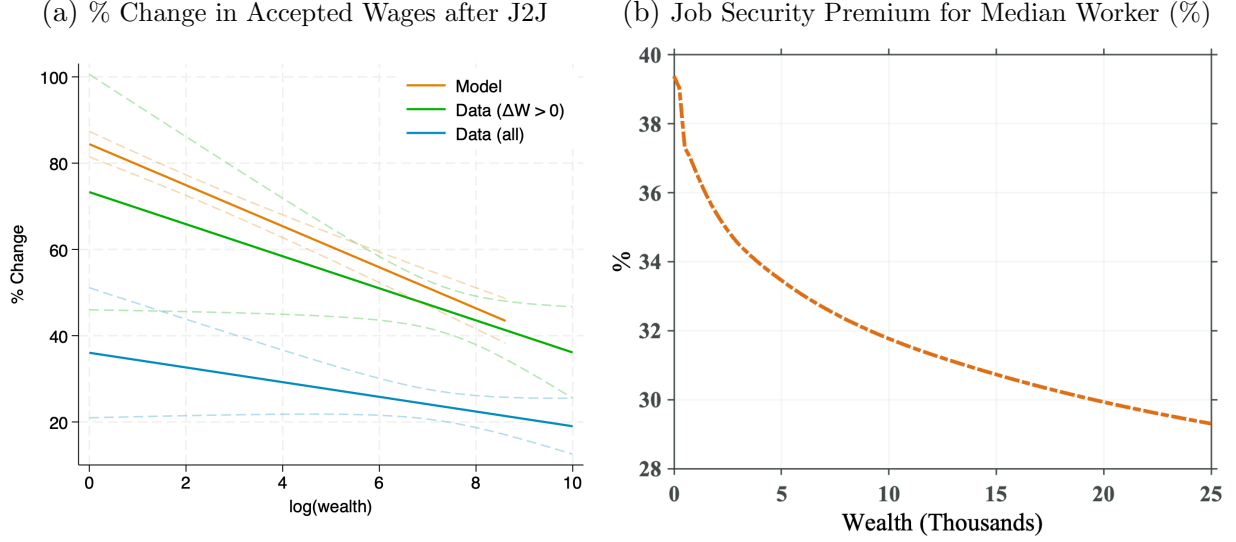 (a) % Change in Accepted Wages after J2J
100
80
60
40
20
% Change
0 2 4 6 8 10
log(wealth)
Model
Data (ΔW > 0)
Data (all)
(b) Job Security Premium for Median Worker (%)
40
38
36
34
32
30
28
%
0 5 10 15 20 25
Wealth (Thousands)